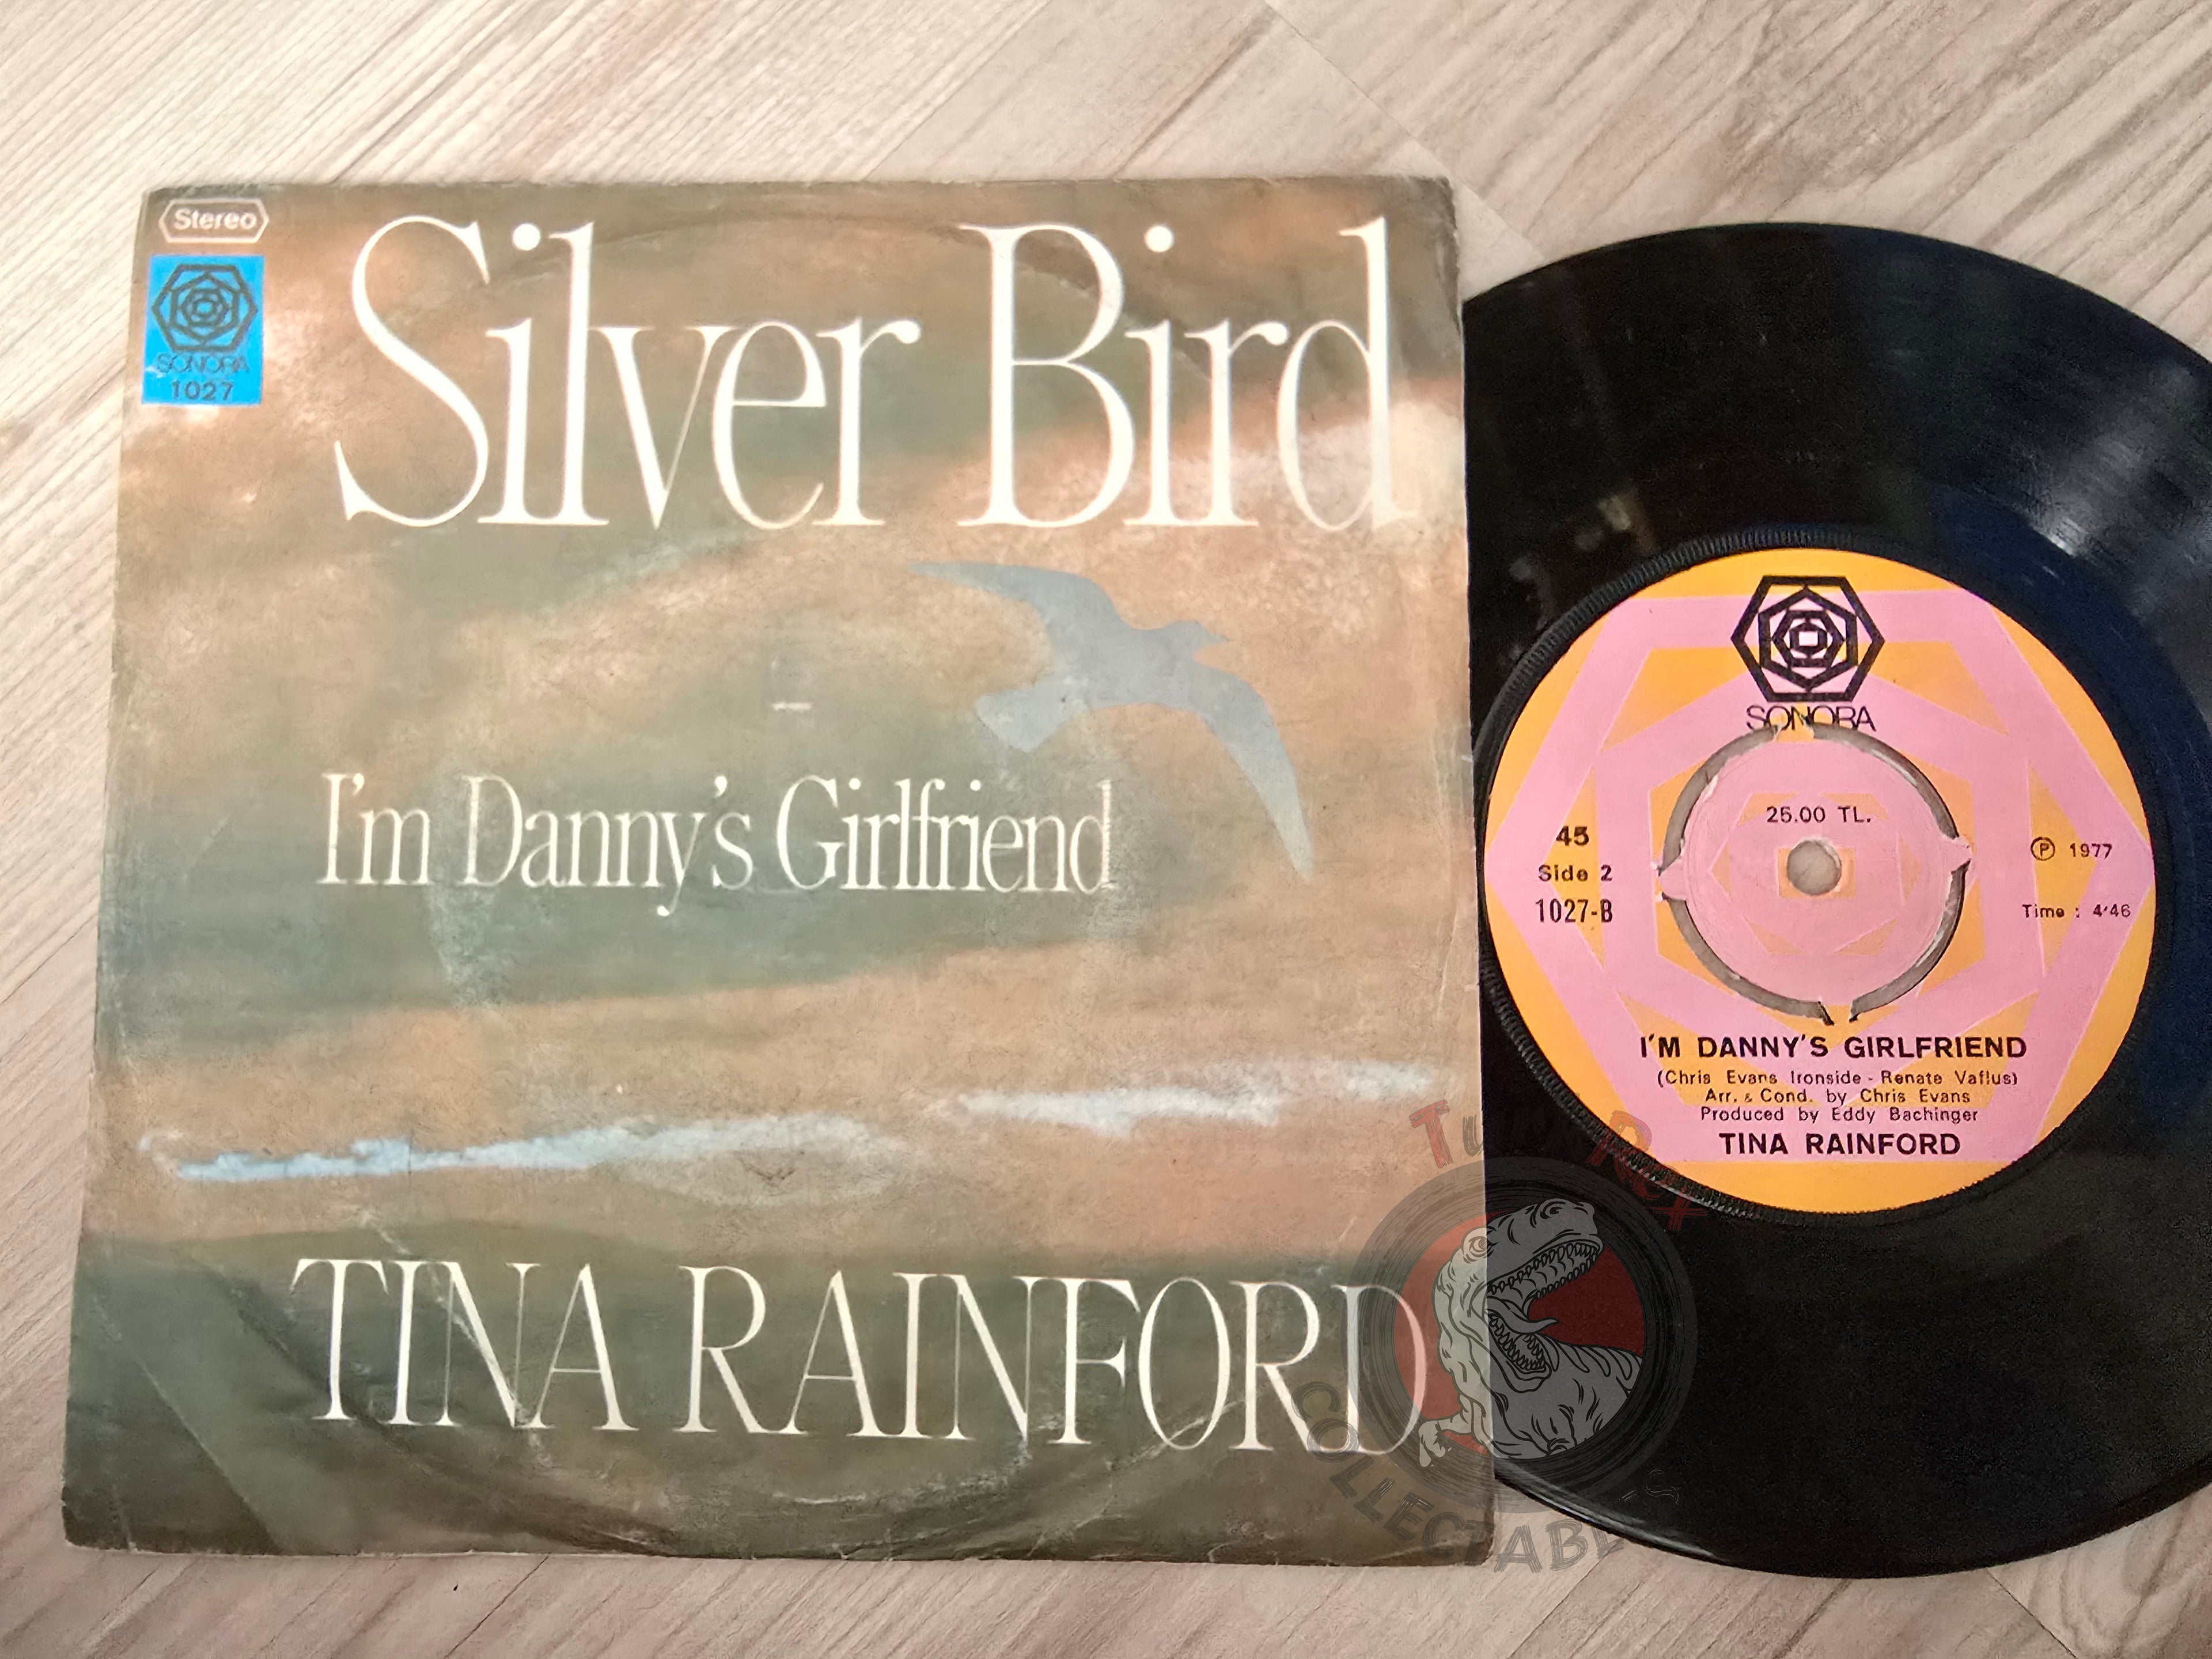 Stereo
SONORA
1027
Silver Bird
I'm Danny's Girlfriend
TINA RAINFORD
SONORA
25.00 TL.
45
Side 2
1027-B
℗ 1977
Time : 4'46
I'M DANNY'S GIRLFRIEND
(Chris Evans Ironside - Renate Vaflus)
Arr. & Cond. by Chris Evans
Produced by Eddy Bachinger
TINA RAINFORD
COLLECTABLES